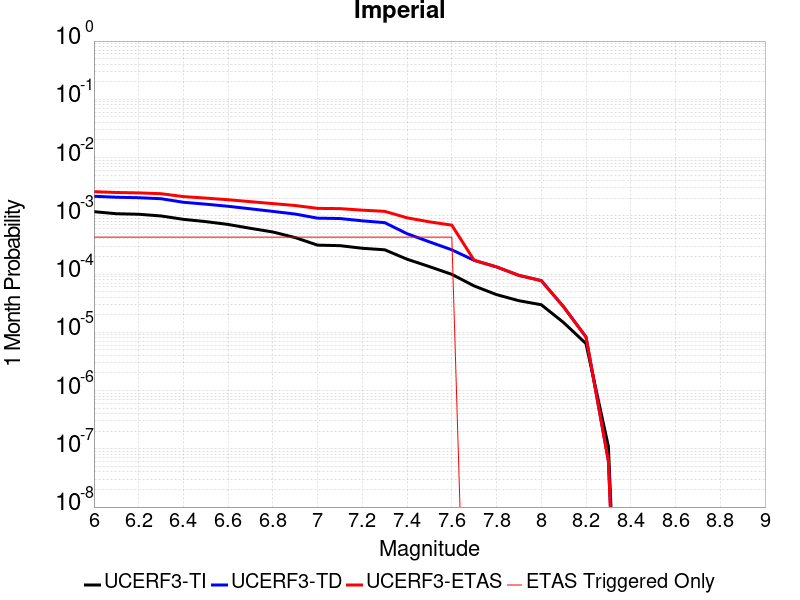 Imperial
10^0
10^-1
10^-2
10^-3
10^-4
10^-5
10^-6
10^-7
10^-8
1 Month Probability
6 6.2 6.4 6.6 6.8 7 7.2 7.4 7.6 7.8 8 8.2 8.4 8.6 8.8 9
Magnitude
UCERF3-TI UCERF3-TD UCERF3-ETAS ETAS Triggered Only